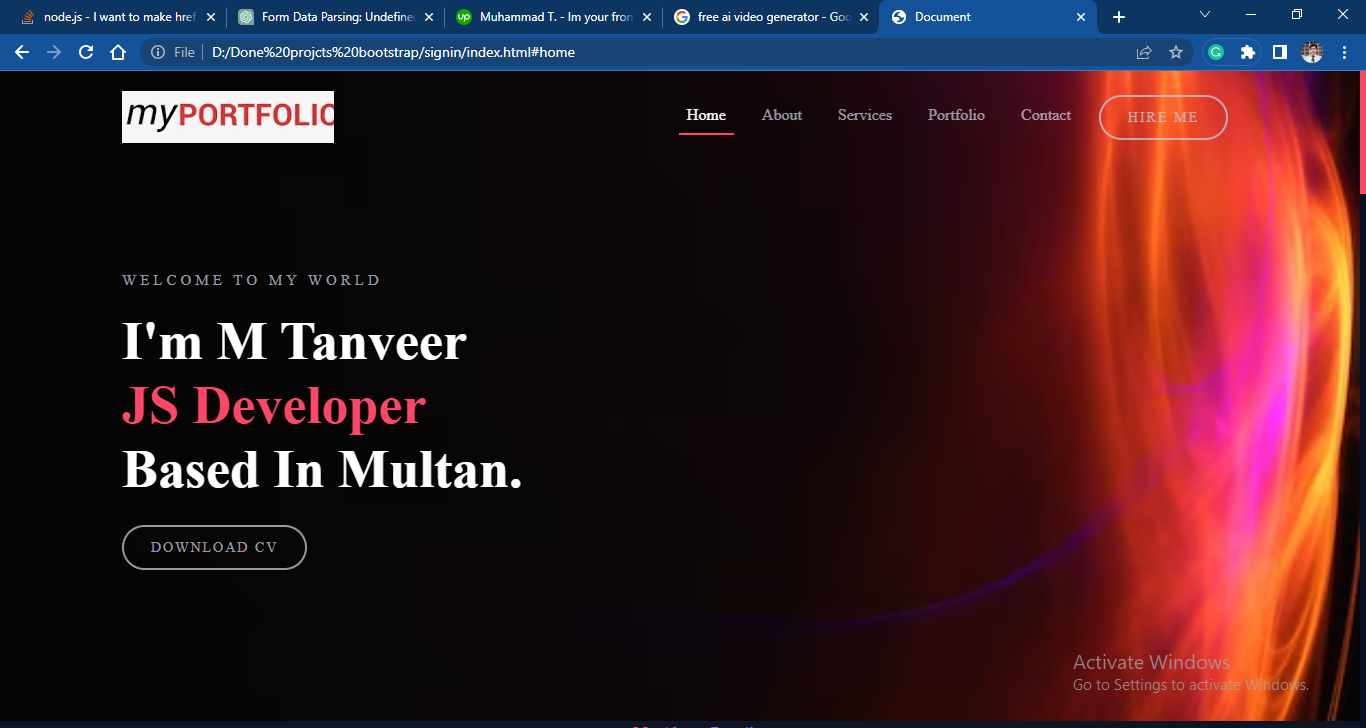 node.js - I want to make href
Form Data Parsing: Undefine
Muhammad T. - Im your fron
free ai video generator - Goo
Document
File
D:/Done%20projcts%20bootstrap/signin/index.html#home
myPORTFOLIO
Home
About
Services
Portfolio
Contact
HIRE ME
WELCOME TO MY WORLD
I'm M Tanveer
JS Developer
Based In Multan.
DOWNLOAD CV
Activate Windows
Go to Settings to activate Windows.